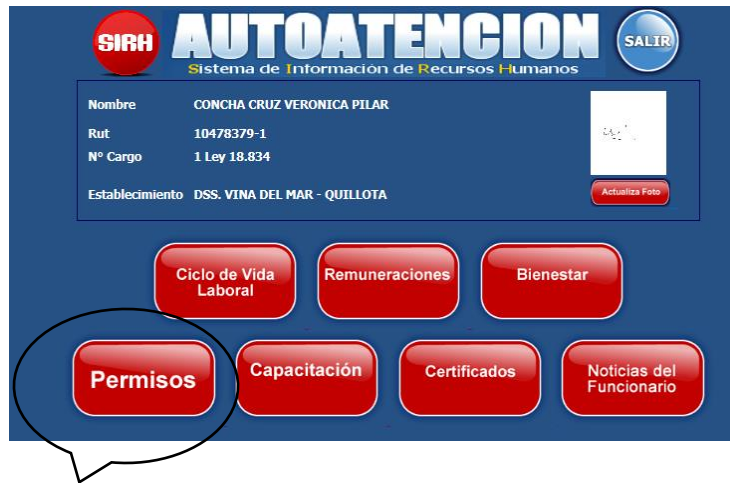 SIRH
AUTOATENCION
SALIR
Sistema de Información de Recursos Humanos
Nombre CONCHA CRUZ VERONICA PILAR
Rut 10478379-1
Nº Cargo 1 Ley 18.834
Establecimiento DSS. VINA DEL MAR - QUILLOTA
Actualiza Foto
Ciclo de Vida
Laboral
Remuneraciones
Bienestar
Permisos
Capacitación
Certificados
Noticias del
Funcionario